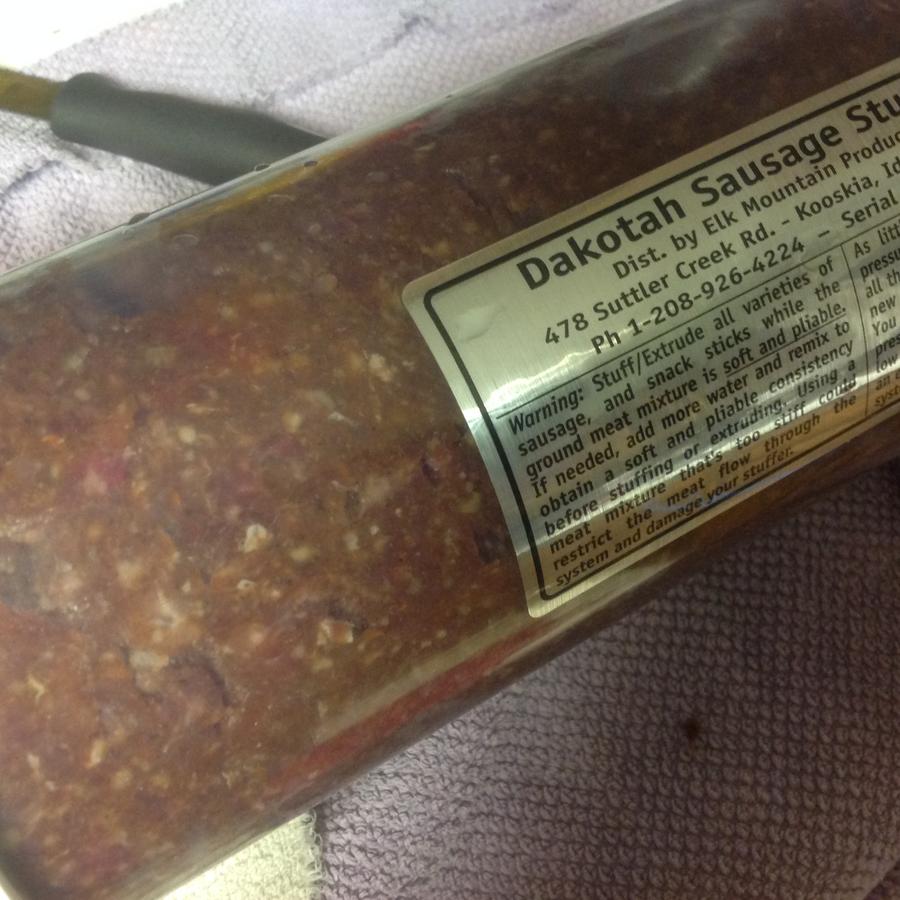 Dakotah Sausage Stu
Dist. by Elk Mountain Produc
478 Suttler Creek Rd. - Kooskia, Id
Ph 1-208-926-4224 - Serial
Warning: Stuff/Extrude all varieties of
sausage, and snack sticks while the
ground meat mixture is soft and pliable.
If needed, add more water and remix to
obtain a soft and pliable consistency
before stuffing or extruding. Using a
meat mixture that's too stiff could
restrict the meat flow through the
system and damage your stuffer.
As littl
pressu
all th
new
You
pres
low
an
syst